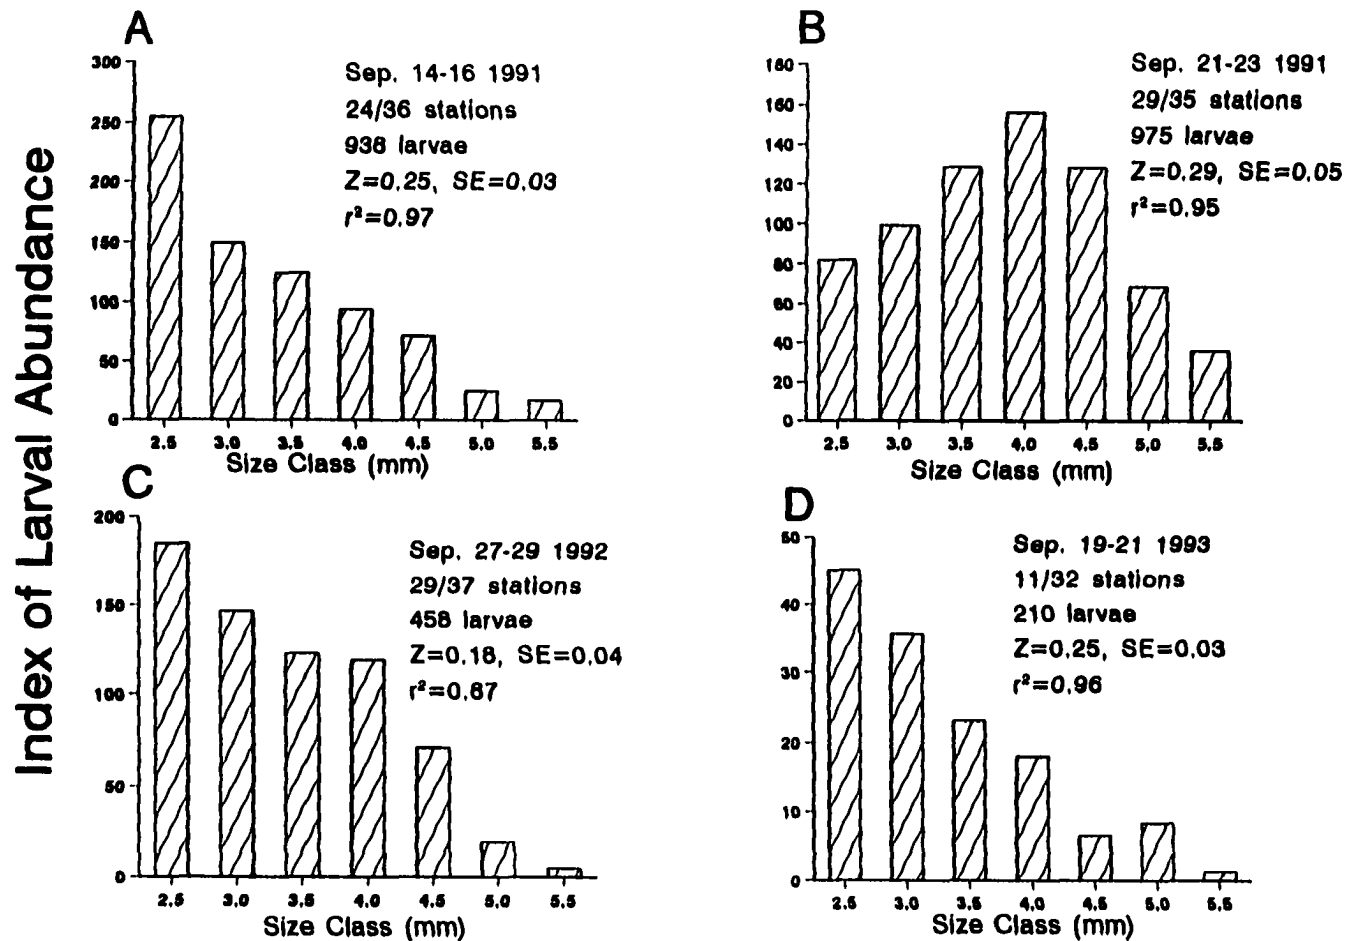 Index of Larval Abundance
A
Sep. 14-16 1991
24/36 stations
938 larvae
Z=0.25, SE=0.03
r²=0.97
300
250
200
150
100
50
0
2.5 3.0 3.5 4.0 4.5 5.0 5.5
Size Class (mm)
B
Sep. 21-23 1991
29/35 stations
975 larvae
Z=0.29, SE=0.05
r²=0.95
180
160
140
120
100
80
60
40
20
0
2.5 3.0 3.5 4.0 4.5 5.0 5.5
Size Class (mm)
C
Sep. 27-29 1992
29/37 stations
458 larvae
Z=0.18, SE=0.04
r²=0.87
200
150
100
50
0
2.5 3.0 3.5 4.0 4.5 5.0 5.5
Size Class (mm)
D
Sep. 19-21 1993
11/32 stations
210 larvae
Z=0.25, SE=0.03
r²=0.96
50
40
30
20
10
0
2.5 3.0 3.5 4.0 4.5 5.0 5.5
Size Class (mm)